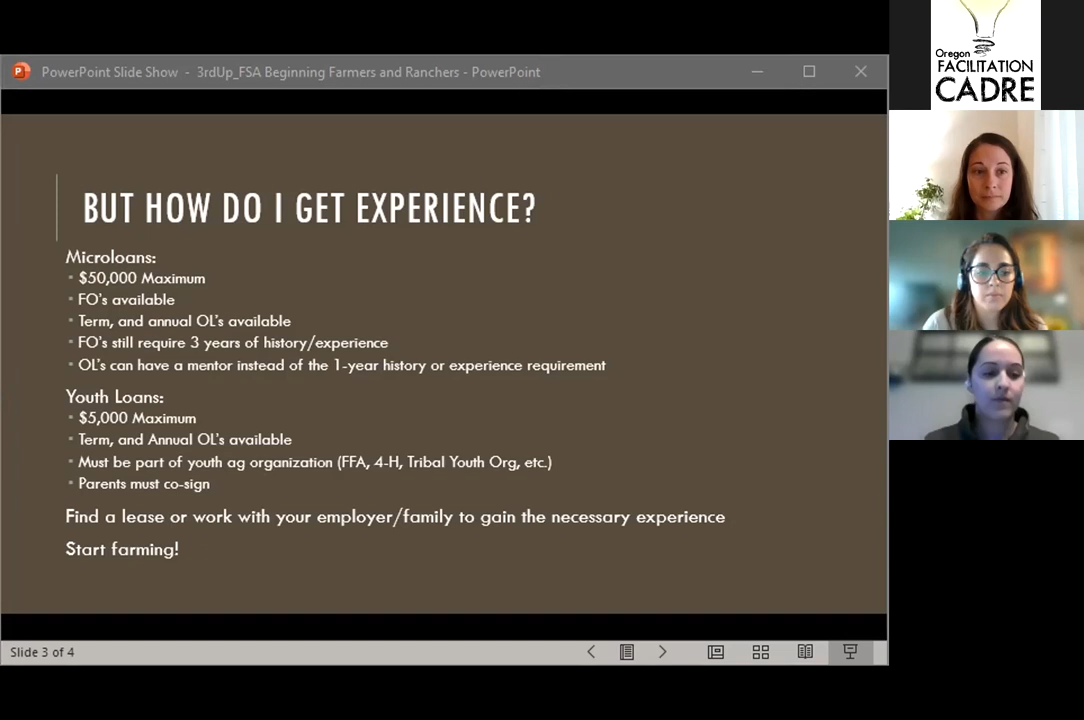 PowerPoint Slide Show - 3rdUp_FSA Beginning Farmers and Ranchers - PowerPoint
BUT HOW DO I GET EXPERIENCE?
Microloans:
$50,000 Maximum
FO's available
Term, and annual OL's available
FO's still require 3 years of history/experience
OL's can have a mentor instead of the 1-year history or experience requirement
Youth Loans:
$5,000 Maximum
Term, and Annual OL's available
Must be part of youth ag organization (FFA, 4-H, Tribal Youth Org, etc.)
Parents must co-sign
Find a lease or work with your employer/family to gain the necessary experience
Start farming!
Slide 3 of 4
Oregon
FACILITATION
CADRE